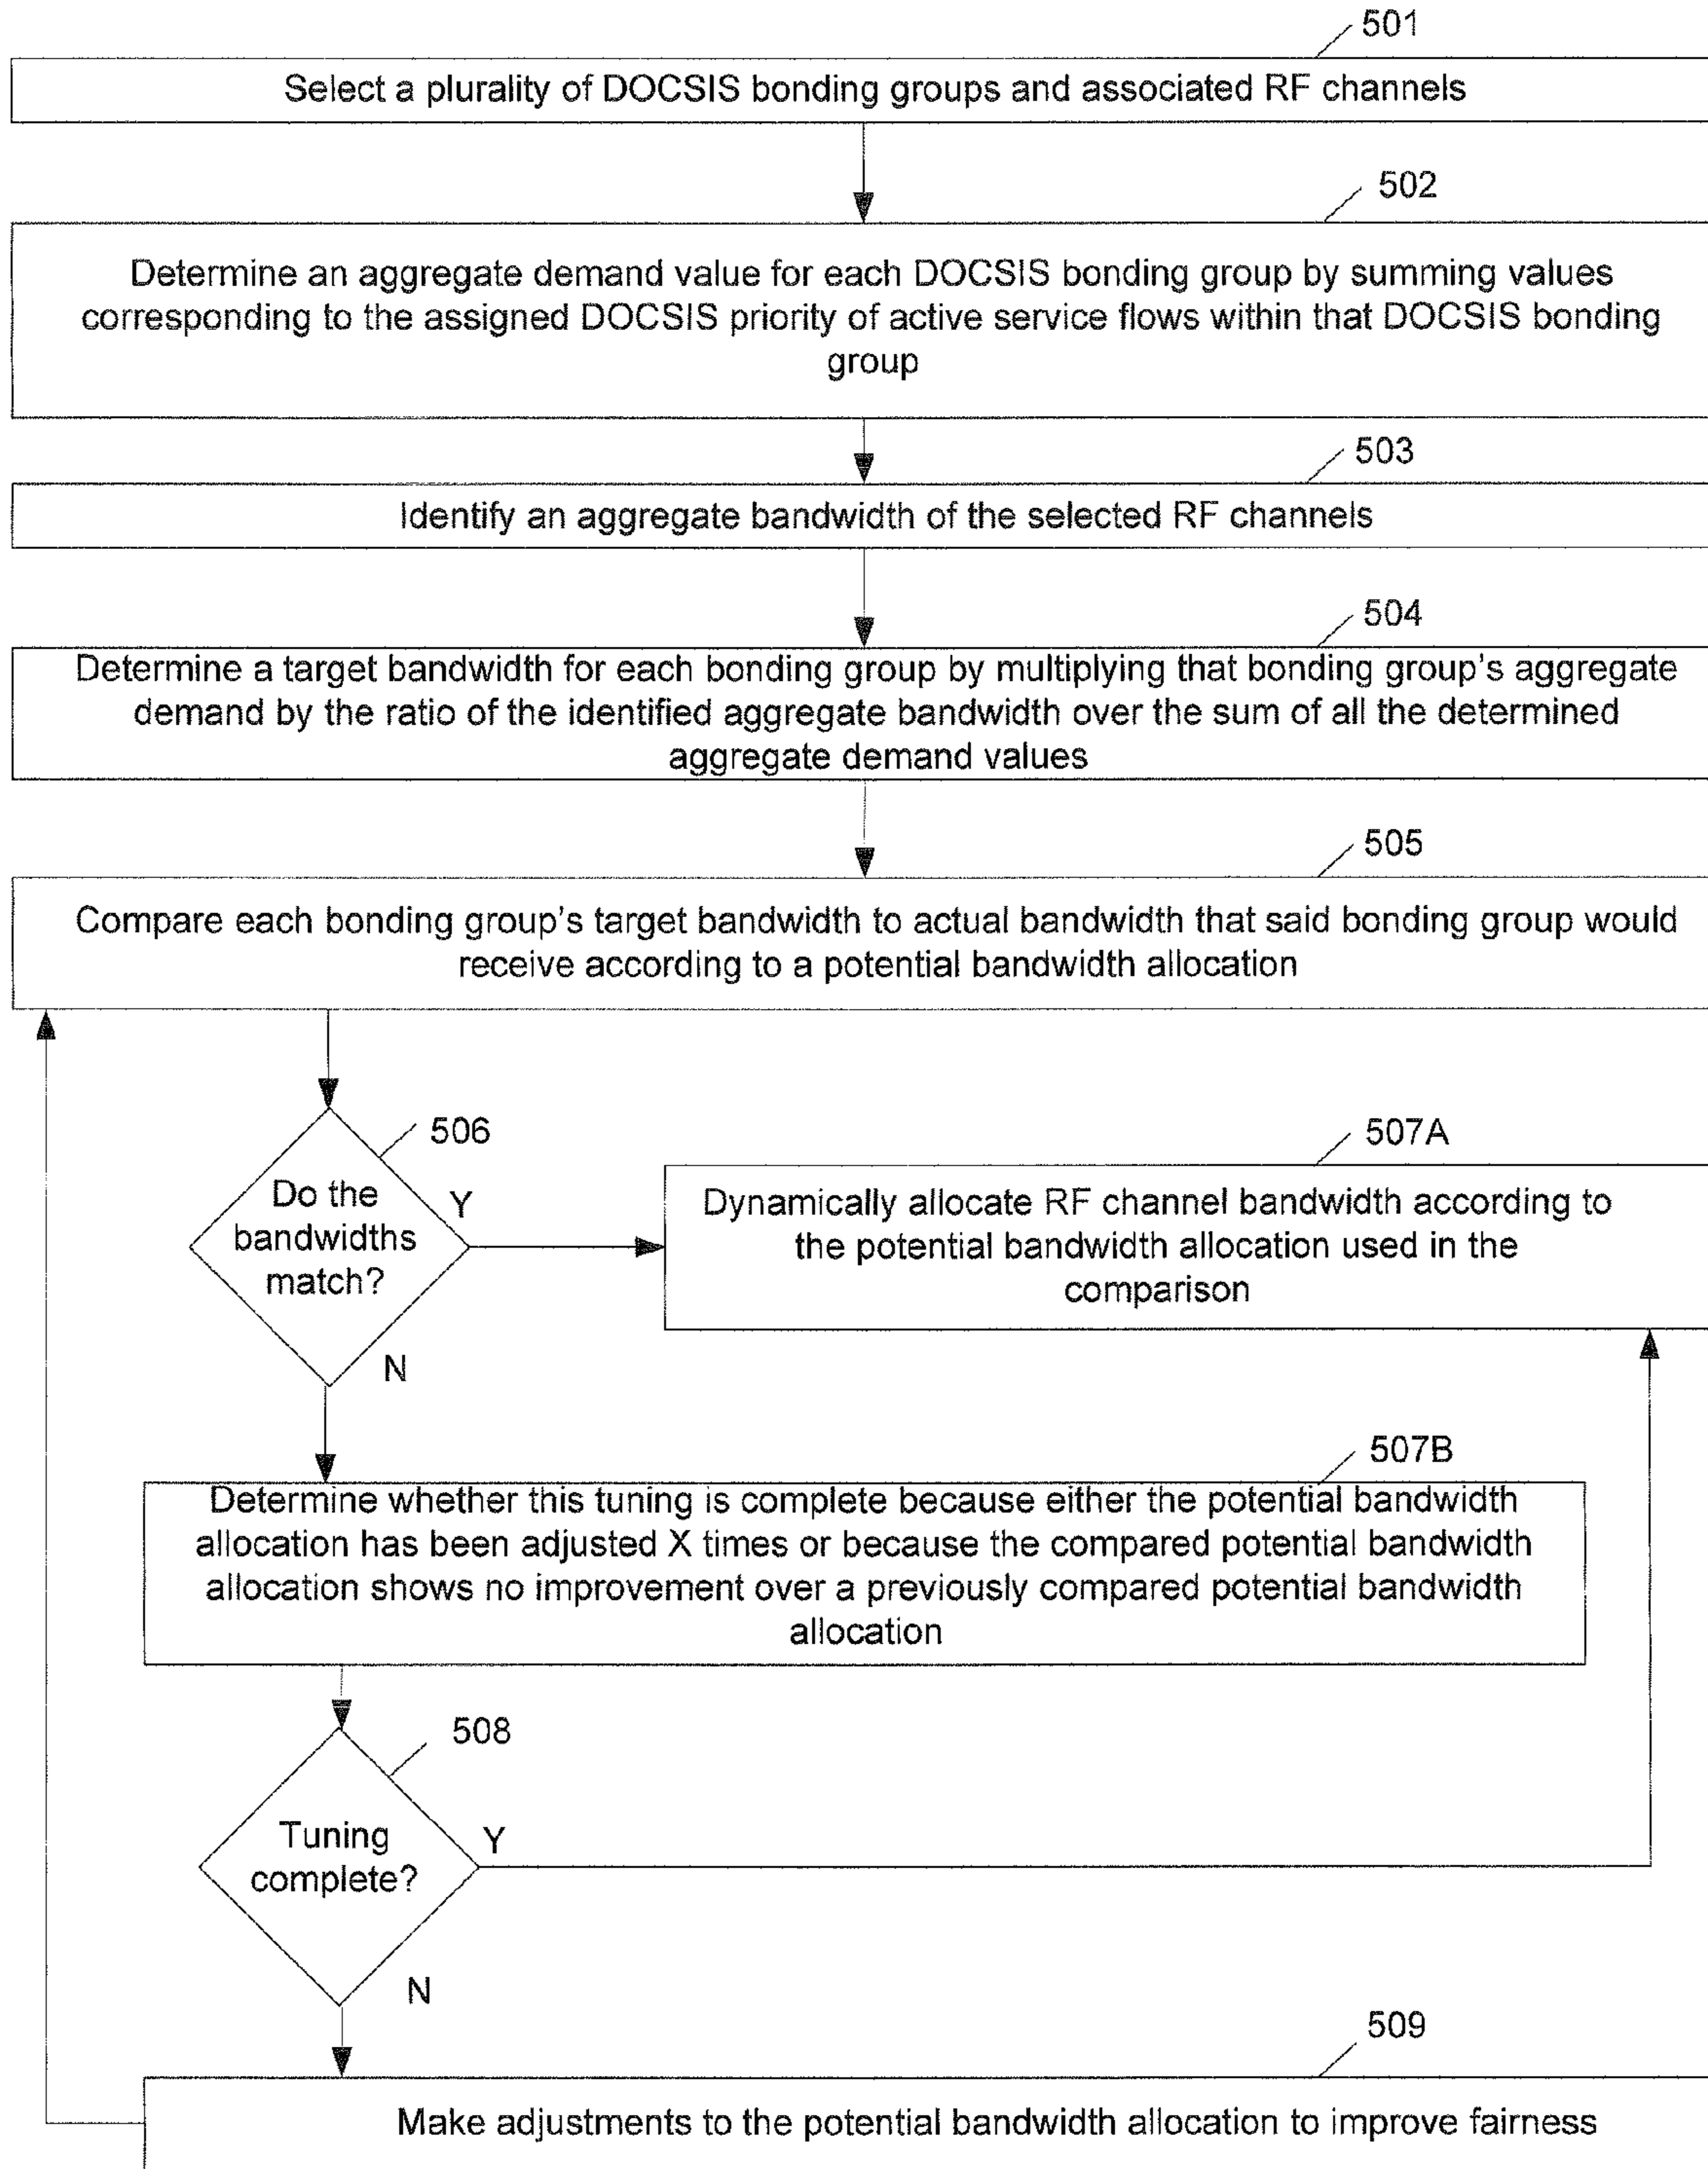 501
Select a plurality of DOCSIS bonding groups and associated RF channels
502
Determine an aggregate demand value for each DOCSIS bonding group by summing values
corresponding to the assigned DOCSIS priority of active service flows within that DOCSIS bonding
group
503
Identify an aggregate bandwidth of the selected RF channels
504
Determine a target bandwidth for each bonding group by multiplying that bonding group's aggregate
demand by the ratio of the identified aggregate bandwidth over the sum of all the determined
aggregate demand values
505
Compare each bonding group's target bandwidth to actual bandwidth that said bonding group would
receive according to a potential bandwidth allocation
506
Do the
bandwidths
match?
Y
N
507A
Dynamically allocate RF channel bandwidth according to
the potential bandwidth allocation used in the
comparison
507B
Determine whether this tuning is complete because either the potential bandwidth
allocation has been adjusted X times or because the compared potential bandwidth
allocation shows no improvement over a previously compared potential bandwidth
allocation
508
Tuning
complete?
Y
N
509
Make adjustments to the potential bandwidth allocation to improve fairness